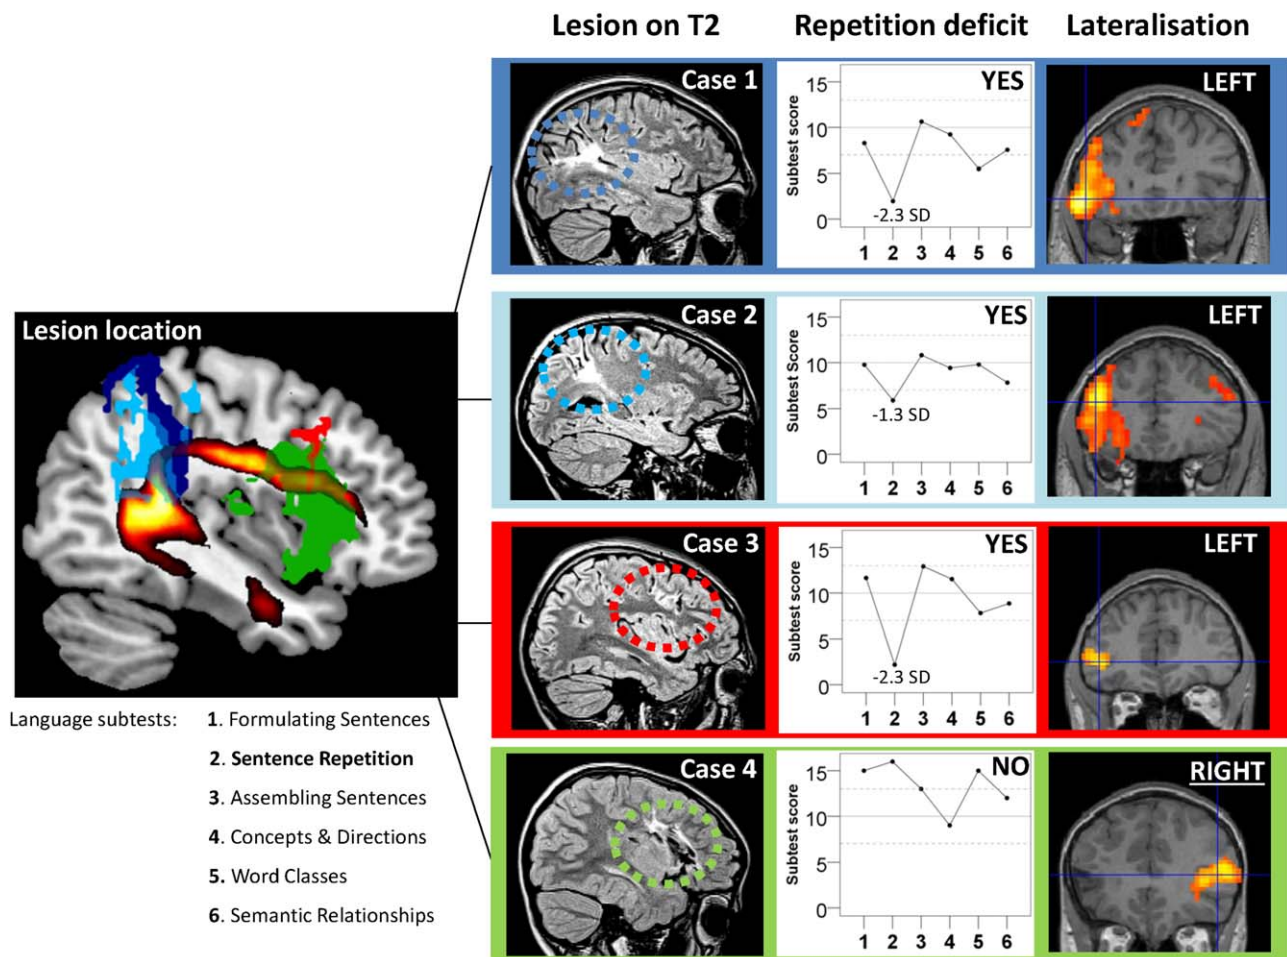 Lesion on T2 Repetition deficit Lateralisation
Case 1
YES
LEFT
Subtest score
15
10
5
0
-2.3 SD
1 2 3 4 5 6
Case 2
YES
LEFT
Subtest Score
15
10
5
0
-1.3 SD
1 2 3 4 5 6
Lesion location
Case 3
YES
LEFT
Subtest score
15
10
5
0
-2.3 SD
1 2 3 4 5 6
Case 4
NO
RIGHT
Subtest score
15
10
5
0
1 2 3 4 5 6
Language subtests: 1. Formulating Sentences
2. Sentence Repetition
3. Assembling Sentences
4. Concepts & Directions
5. Word Classes
6. Semantic Relationships